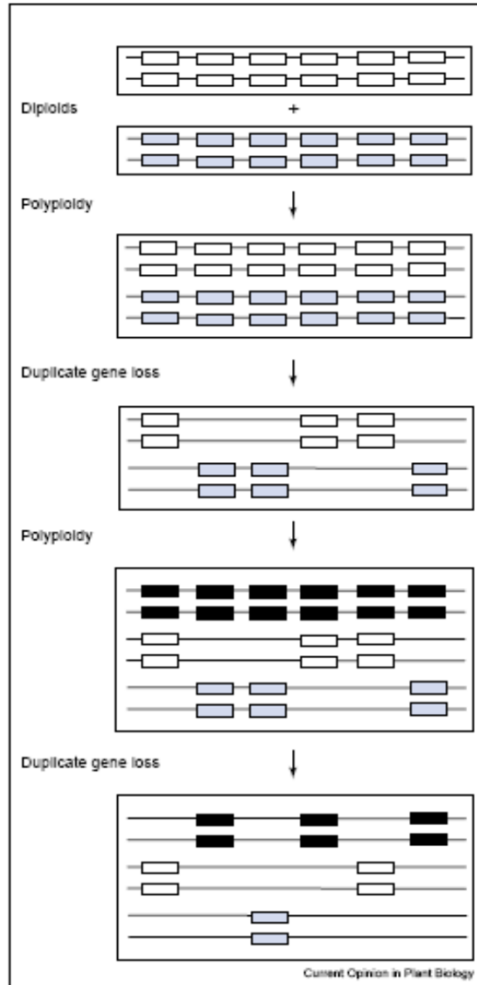 Diploids
+
Polyploidy
Duplicate gene loss
Polyploidy
Duplicate gene loss
Current Opinion in Plant Biology